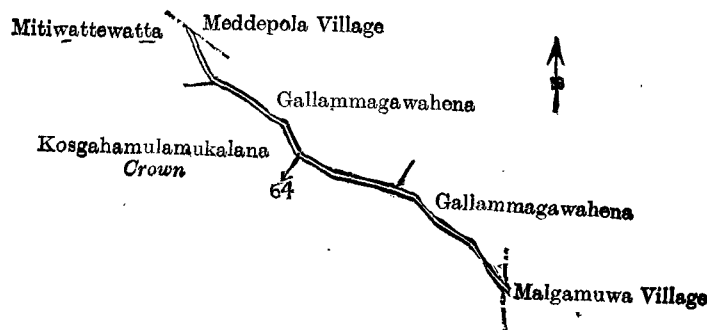 Meddepola Village
Mitiwattewatta
Gallammagawahena
Kosgahamulamukalana
Crown
64
Gallammagawahena
Malgamuwa Village